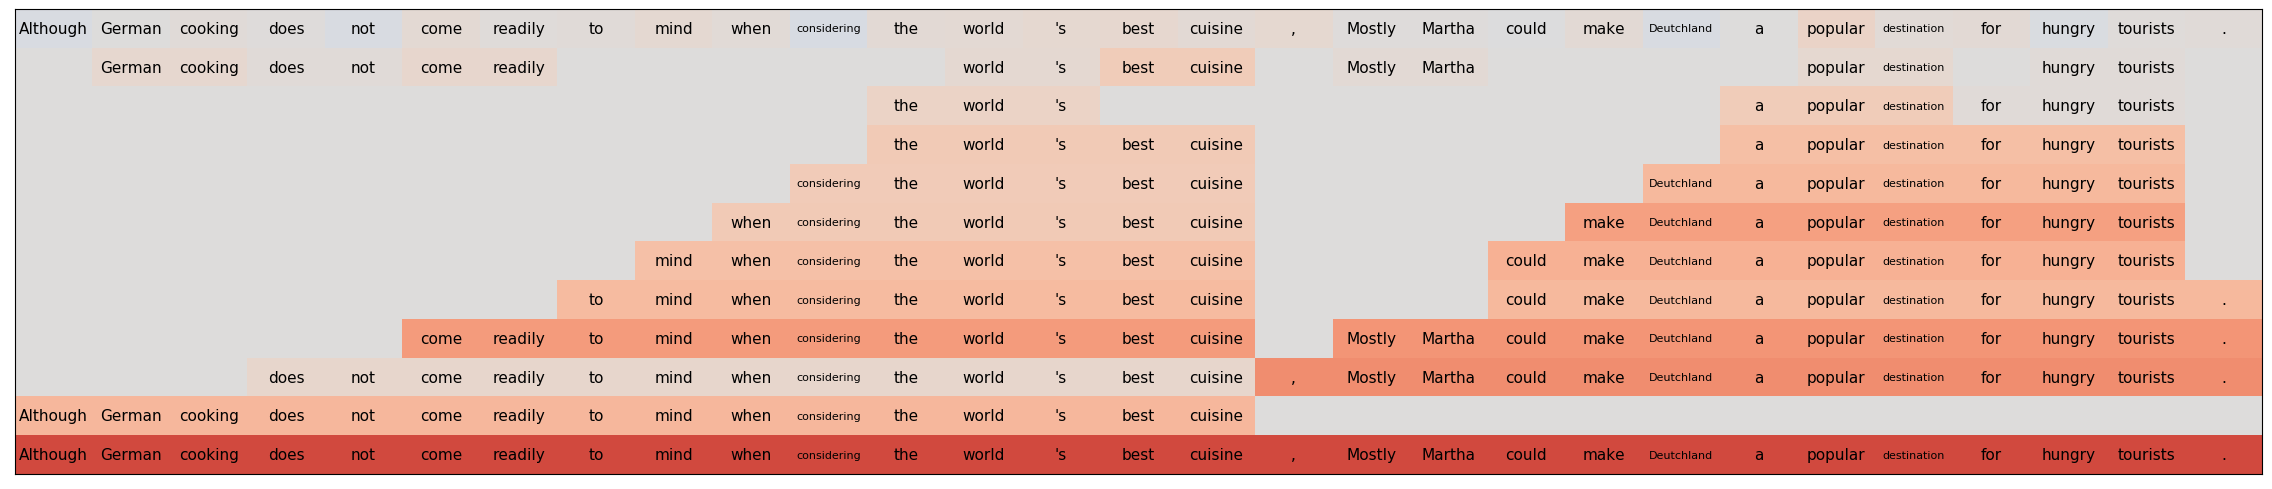 Although German cooking does not come readily to mind when considering the world 's best cuisine , Mostly Martha could make Deutchland a popular destination for hungry tourists .
German cooking does not come readily world 's best cuisine Mostly Martha popular destination hungry tourists
the world 's a popular destination for hungry tourists
the world 's best cuisine a popular destination for hungry tourists
considering the world 's best cuisine Deutchland a popular destination for hungry tourists
when considering the world 's best cuisine make Deutchland a popular destination for hungry tourists
mind when considering the world 's best cuisine could make Deutchland a popular destination for hungry tourists
to mind when considering the world 's best cuisine could make Deutchland a popular destination for hungry tourists .
come readily to mind when considering the world 's best cuisine Mostly Martha could make Deutchland a popular destination for hungry tourists .
does not come readily to mind when considering the world 's best cuisine , Mostly Martha could make Deutchland a popular destination for hungry tourists .
Although German cooking does not come readily to mind when considering the world 's best cuisine
Although German cooking does not come readily to mind when considering the world 's best cuisine , Mostly Martha could make Deutchland a popular destination for hungry tourists .